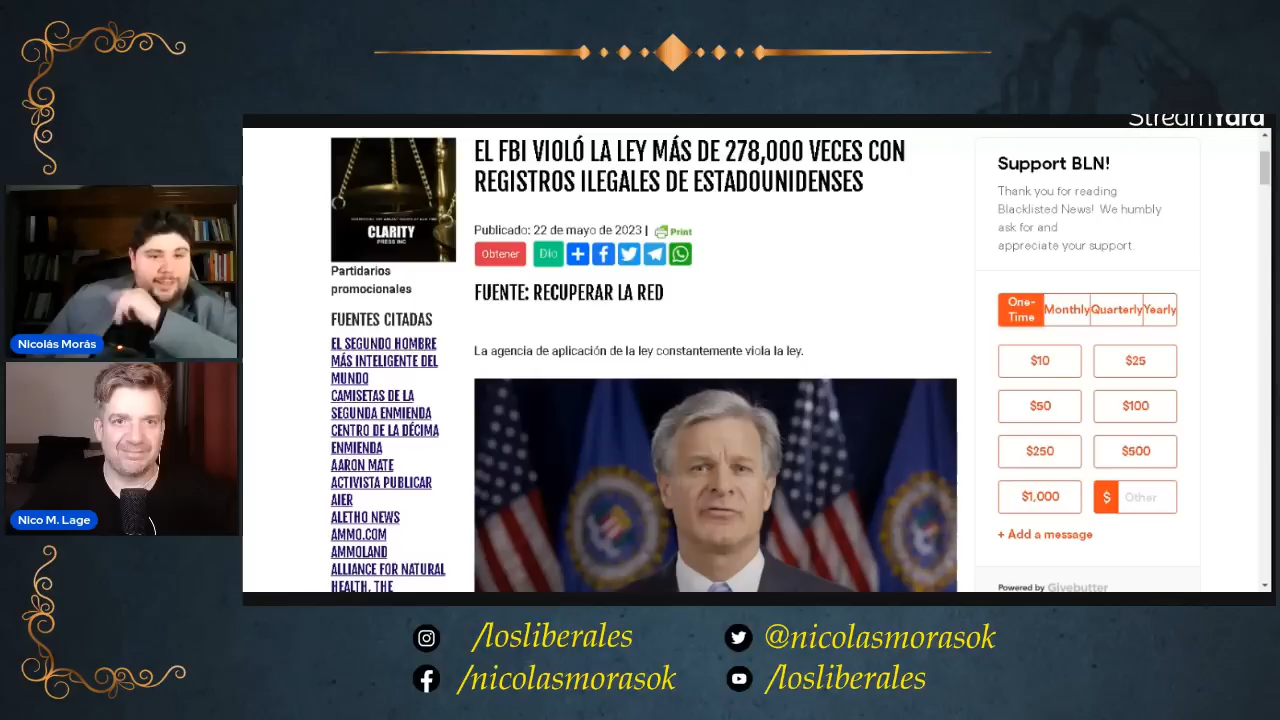 StreamYard
EL FBI VIOLÓ LA LEY MÁS DE 278,000 VECES CON
REGISTROS ILEGALES DE ESTADOUNIDENSES
Publicado: 22 de mayo de 2023 | Print
Obtener
Dio
FUENTE: RECUPERAR LA RED
La agencia de aplicación de la ley constantemente viola la ley.
CLARITY
PRESS INC
Partidarios
promocionales
FUENTES CITADAS
EL SEGUNDO HOMBRE
MÁS INTELIGENTE DEL
MUNDO
CAMISETAS DE LA
SEGUNDA ENMIENDA
CENTRO DE LA DÉCIMA
ENMIENDA
AARON MATE
ACTIVISTA PUBLICAR
AIER
ALETHO NEWS
AMMO.COM
AMMOLAND
ALLIANCE FOR NATURAL
HEALTH, THE
Support BLN!
Thank you for reading
Blacklisted News! We humbly
ask for and
appreciate your support.
One-
Time
Monthly
Quarterly
Yearly
$10
$25
$50
$100
$250
$500
$1,000
$ Other
+ Add a message
Powered by Givebutter
Nicolás Morás
Nico M. Lage
/losliberales
@nicolasmorasok
/nicolasmorasok
/losliberales